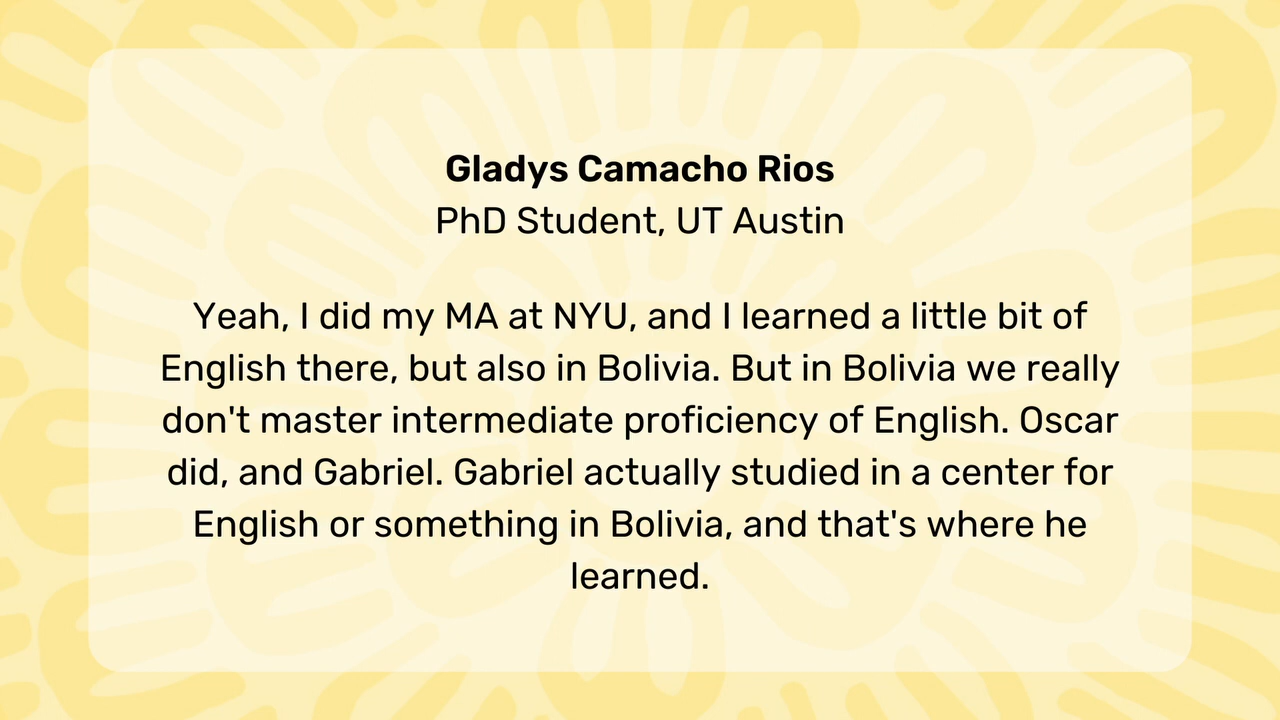 Gladys Camacho Rios
PhD Student, UT Austin
Yeah, I did my MA at NYU, and I learned a little bit of
English there, but also in Bolivia. But in Bolivia we really
don't master intermediate proficiency of English. Oscar
did, and Gabriel. Gabriel actually studied in a center for
English or something in Bolivia, and that's where he
learned.